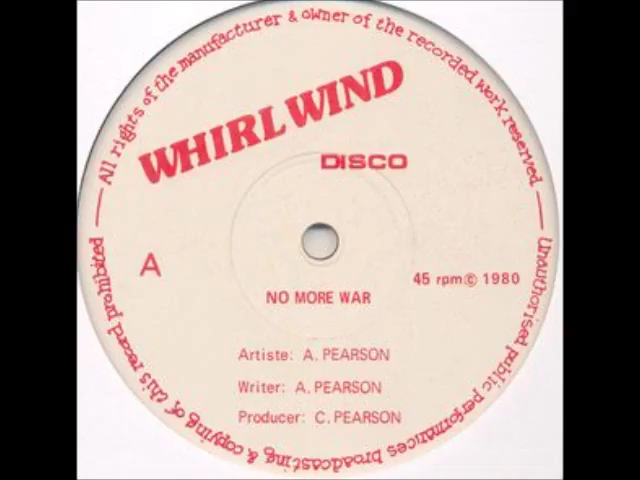 All rights of the manufacturer & owner of the recorded work reserved
Unauthorised public performances broadcasting & copying of this record prohibited
WHIRLWIND
DISCO
A
45 rpm © 1980
NO MORE WAR
Artiste: A. PEARSON
Writer: A. PEARSON
Producer: C. PEARSON